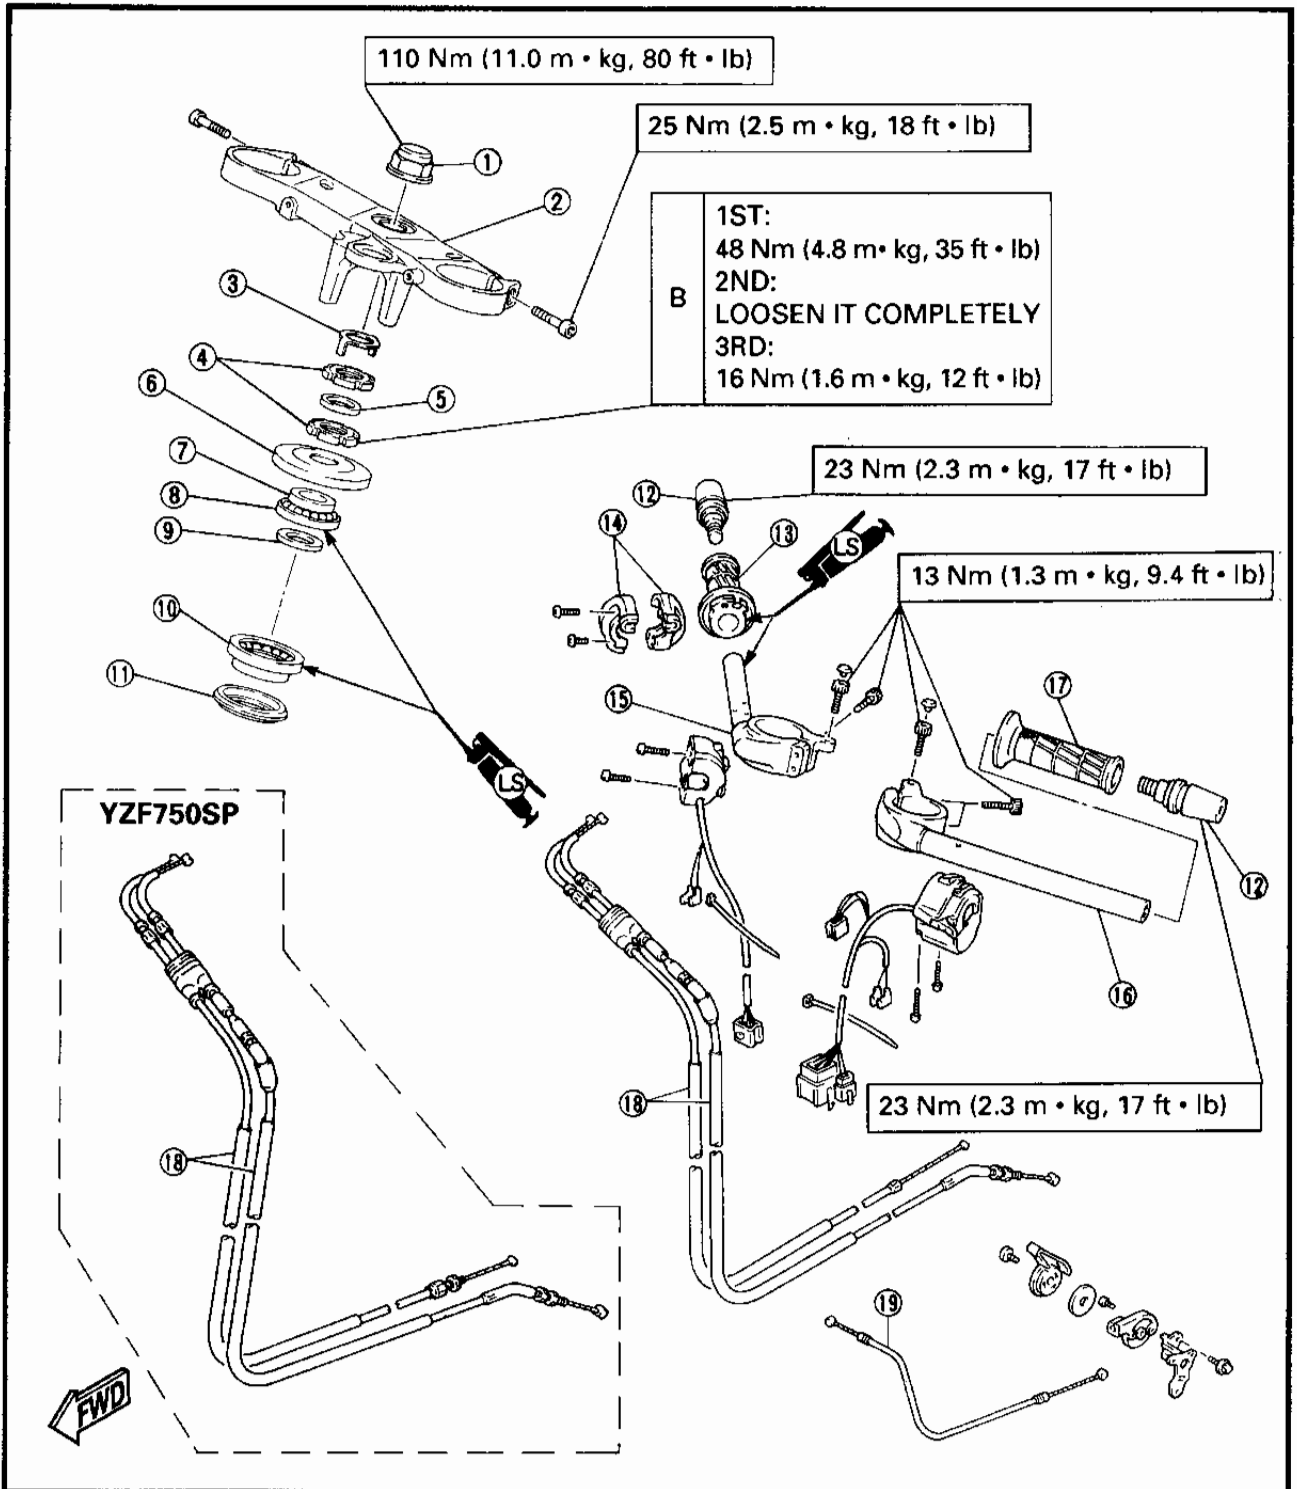 110 Nm (11.0 m • kg, 80 ft • lb)
25 Nm (2.5 m • kg, 18 ft • lb)
1
2
B
1ST:
48 Nm (4.8 m• kg, 35 ft • lb)
2ND:
LOOSEN IT COMPLETELY
3RD:
16 Nm (1.6 m • kg, 12 ft • lb)
3
4
5
6
7
8
9
10
11
23 Nm (2.3 m • kg, 17 ft • lb)
12
13
14
LS
13 Nm (1.3 m • kg, 9.4 ft • lb)
15
17
LS
12
16
YZF750SP
18
18
23 Nm (2.3 m • kg, 17 ft • lb)
19
FWD